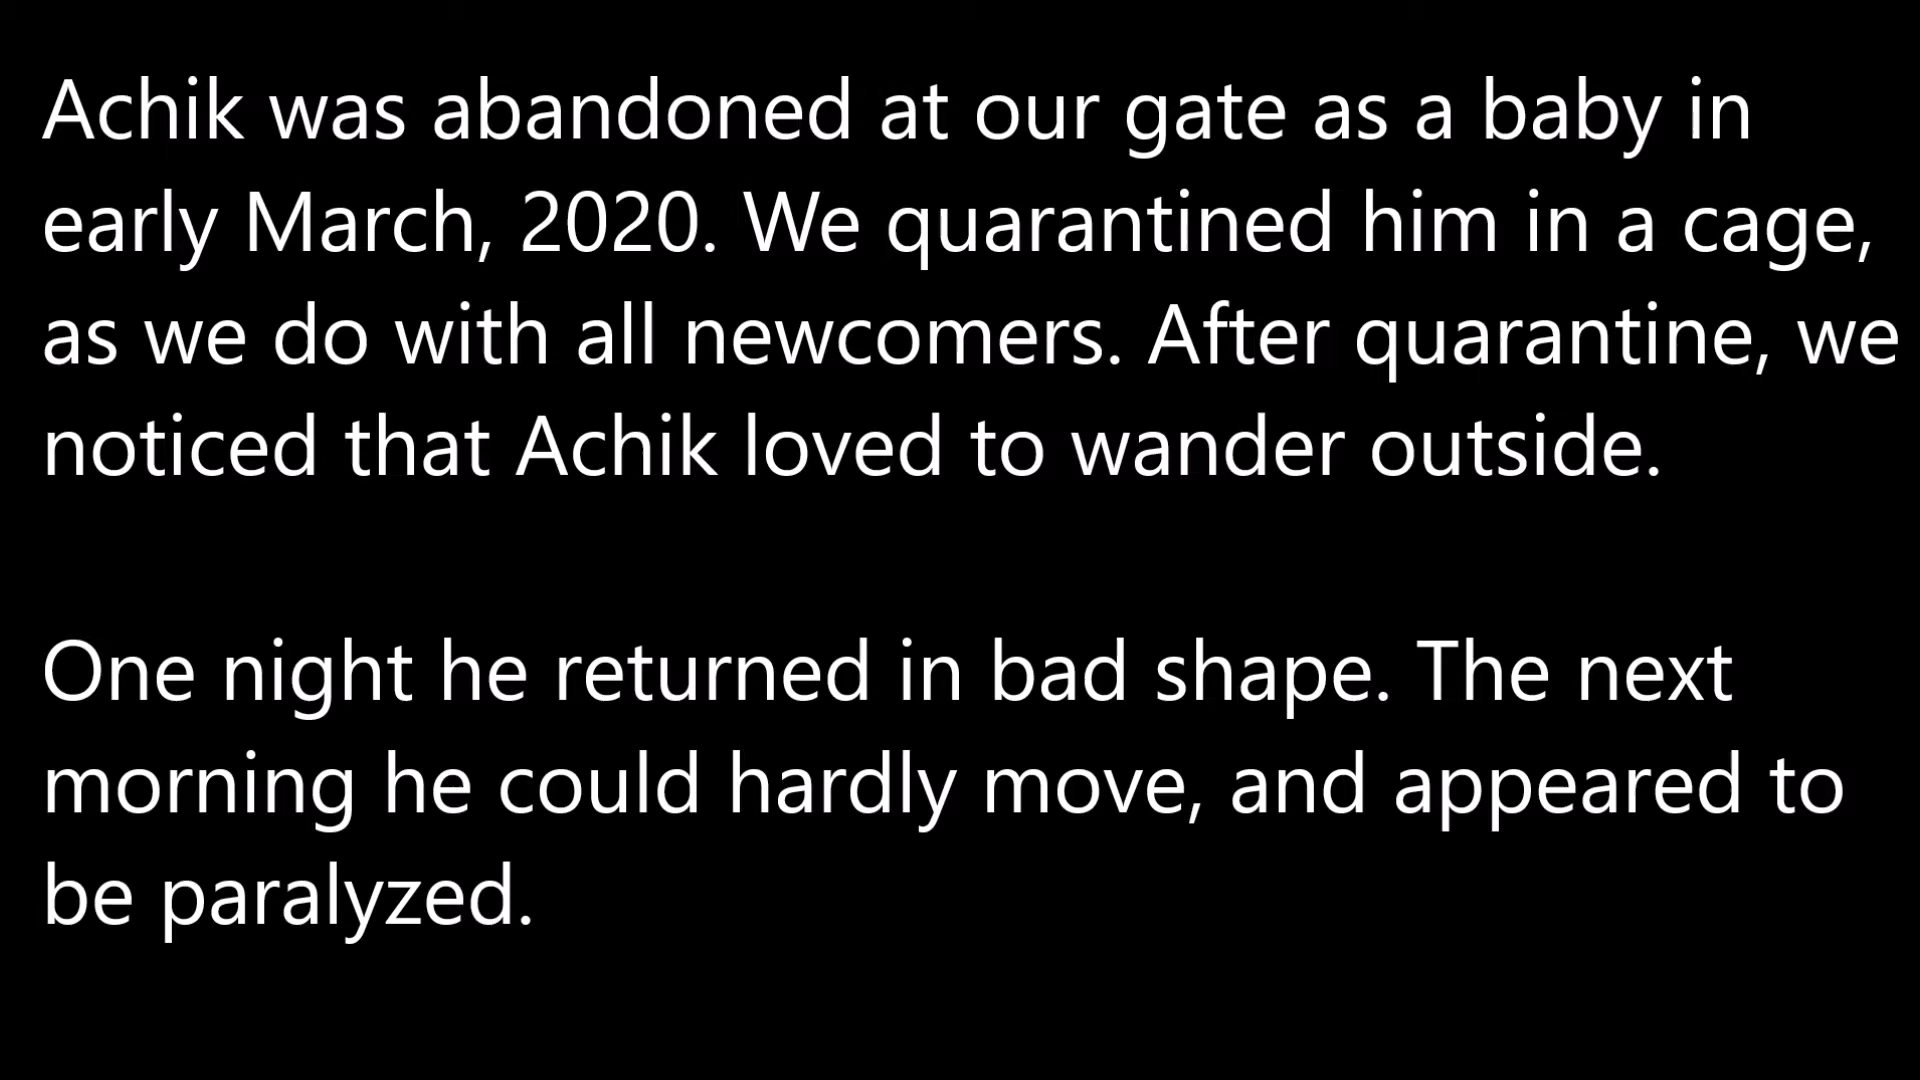 Achik was abandoned at our gate as a baby in
early March, 2020. We quarantined him in a cage,
as we do with all newcomers. After quarantine, we
noticed that Achik loved to wander outside.
One night he returned in bad shape. The next
morning he could hardly move, and appeared to
be paralyzed.